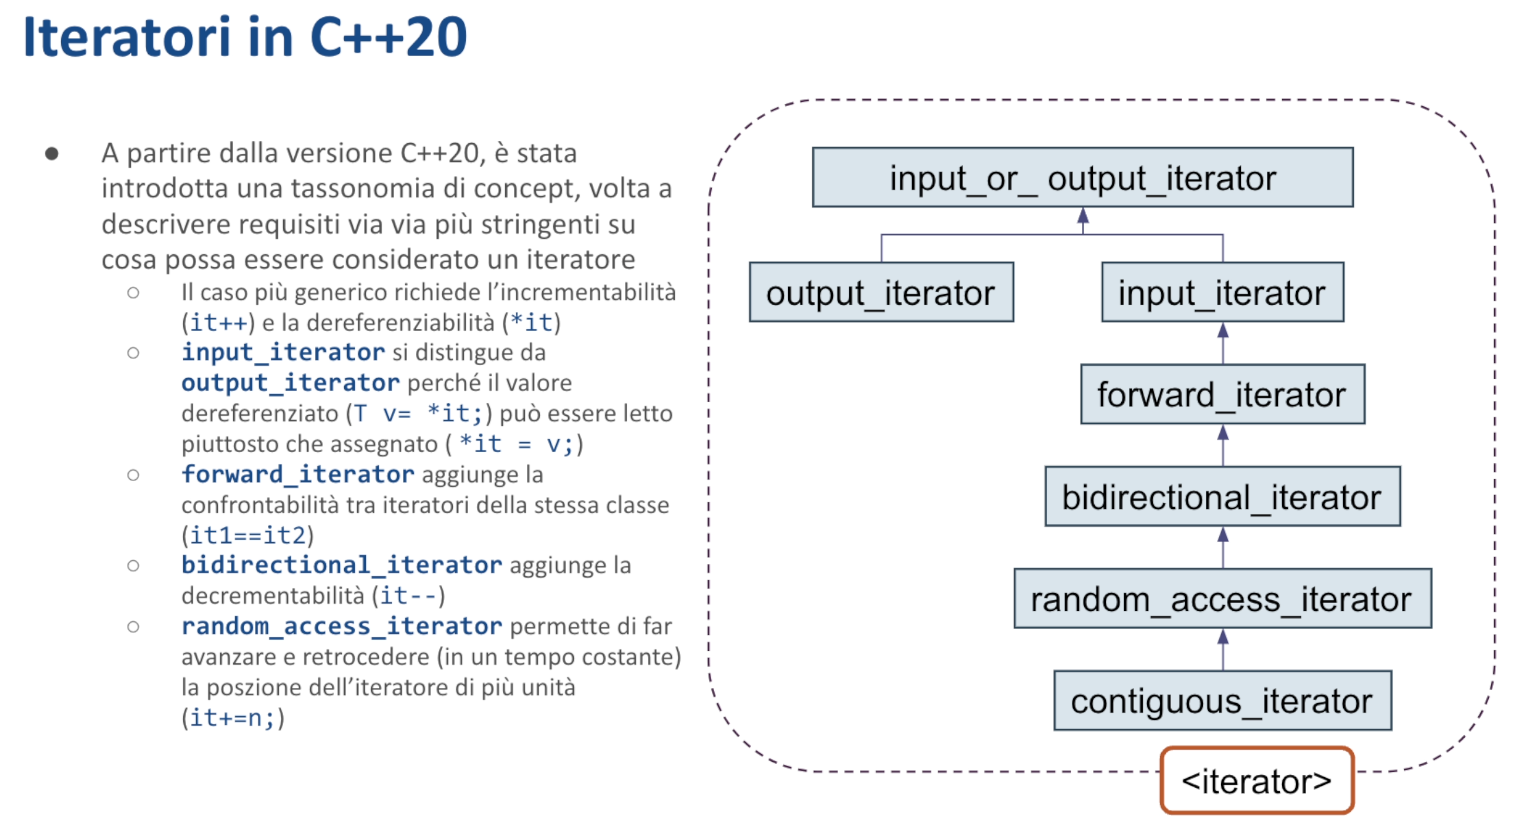 Iteratori in C++20
● A partire dalla versione C++20, è stata
introdotta una tassonomia di concept, volta a
descrivere requisiti via via più stringenti su
cosa possa essere considerato un iteratore
○ Il caso più generico richiede l’incrementabilità
(it++) e la dereferenziabilità (*it)
○ input_iterator si distingue da
output_iterator perché il valore
dereferenziato (T v= *it;) può essere letto
piuttosto che assegnato ( *it = v;)
○ forward_iterator aggiunge la
confrontabilità tra iteratori della stessa classe
(it1==it2)
○ bidirectional_iterator aggiunge la
decrementabilità (it--)
○ random_access_iterator permette di far
avanzare e retrocedere (in un tempo costante)
la poszione dell’iteratore di più unità
(it+=n;)
input_or_ output_iterator
output_iterator
input_iterator
forward_iterator
bidirectional_iterator
random_access_iterator
contiguous_iterator
<iterator>